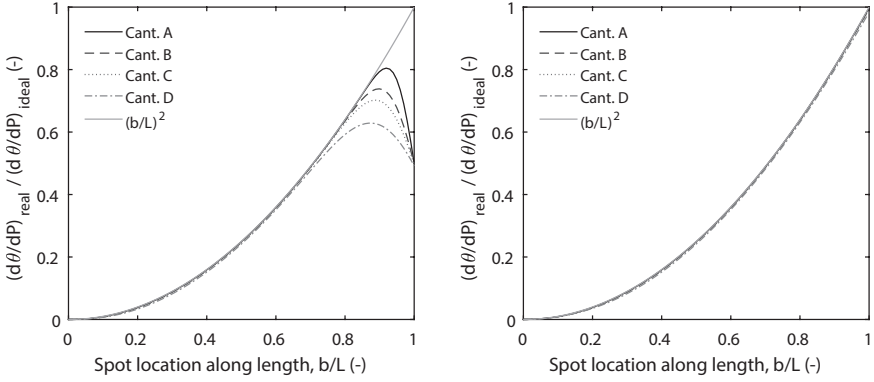 1
0.8
0.6
0.4
0.2
0
0 0.2 0.4 0.6 0.8 1
(dθ/dP)real / (dθ/dP)ideal (-)
Spot location along length, b/L (-)
Cant. A
Cant. B
Cant. C
Cant. D
(b/L)2
1
0.8
0.6
0.4
0.2
0
0 0.2 0.4 0.6 0.8 1
(dθ/dP)real / (dθ/dP)ideal (-)
Spot location along length, b/L (-)
Cant. A
Cant. B
Cant. C
Cant. D
(b/L)2